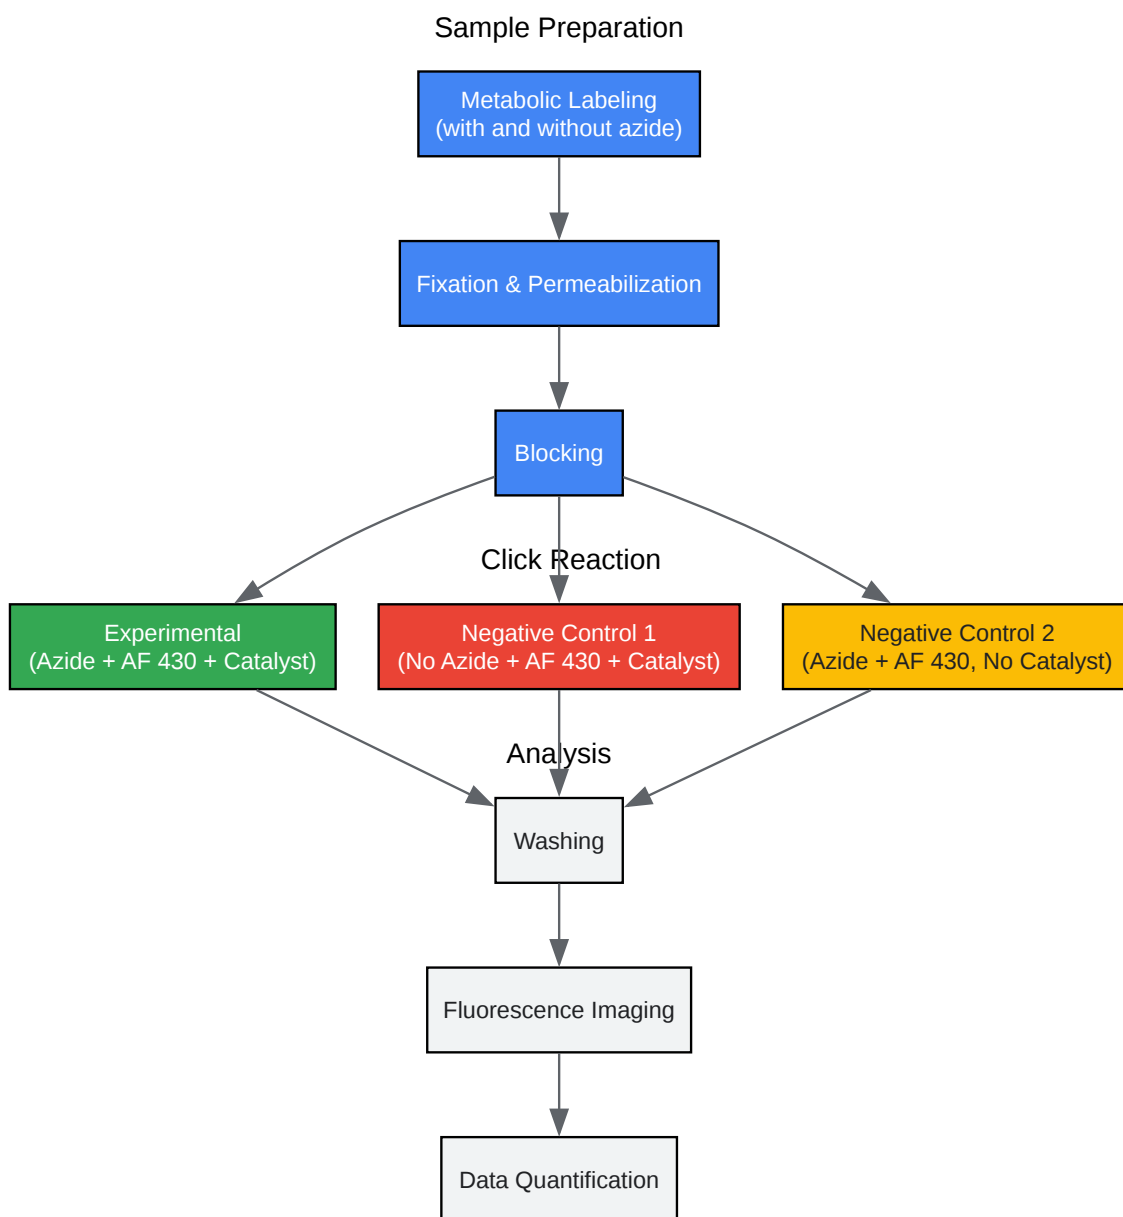 Sample Preparation
Metabolic Labeling
(with and without azide)
Fixation & Permeabilization
Blocking
Click Reaction
Experimental
(Azide + AF 430 + Catalyst)
Negative Control 1
(No Azide + AF 430 + Catalyst)
Negative Control 2
(Azide + AF 430, No Catalyst)
Analysis
Washing
Fluorescence Imaging
Data Quantification